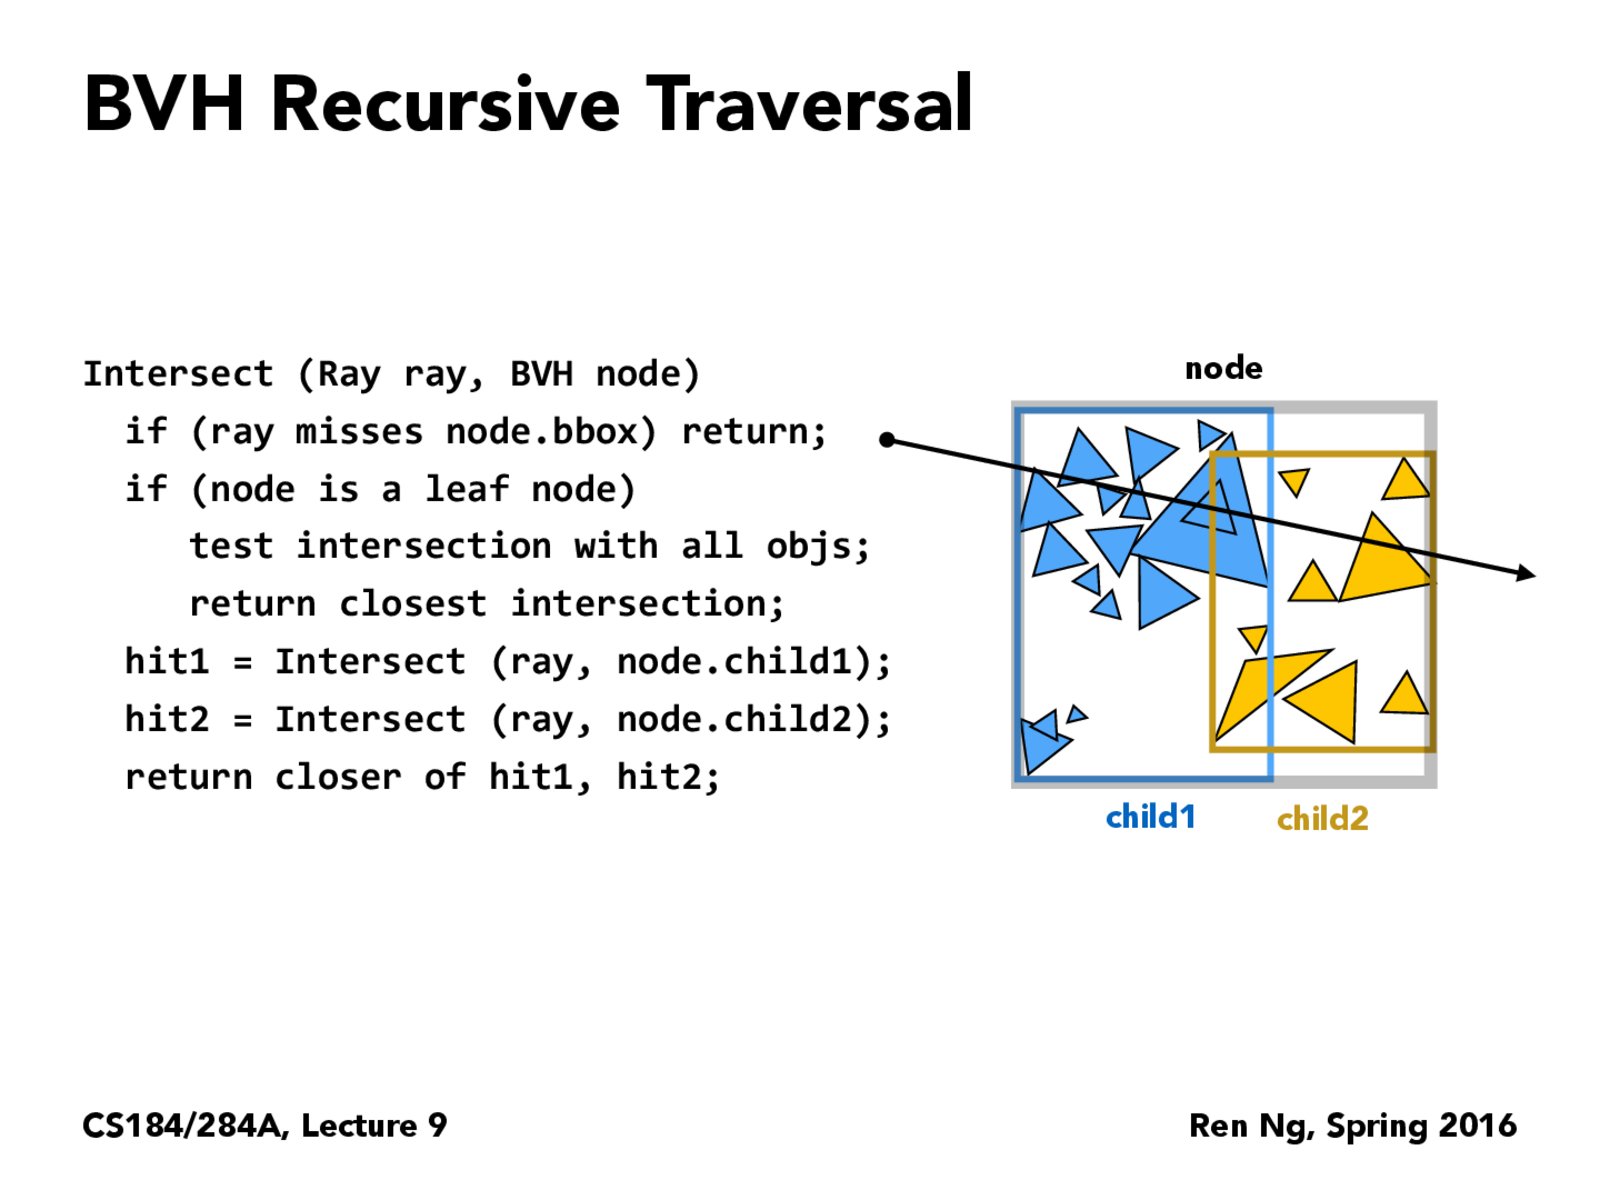 BVH Recursive Traversal
Intersect (Ray ray, BVH node)
if (ray misses node.bbox) return;
if (node is a leaf node)
test intersection with all objs;
return closest intersection;
hit1 = Intersect (ray, node.child1);
hit2 = Intersect (ray, node.child2);
return closer of hit1, hit2;
node
child1
child2
CS184/284A, Lecture 9
Ren Ng, Spring 2016